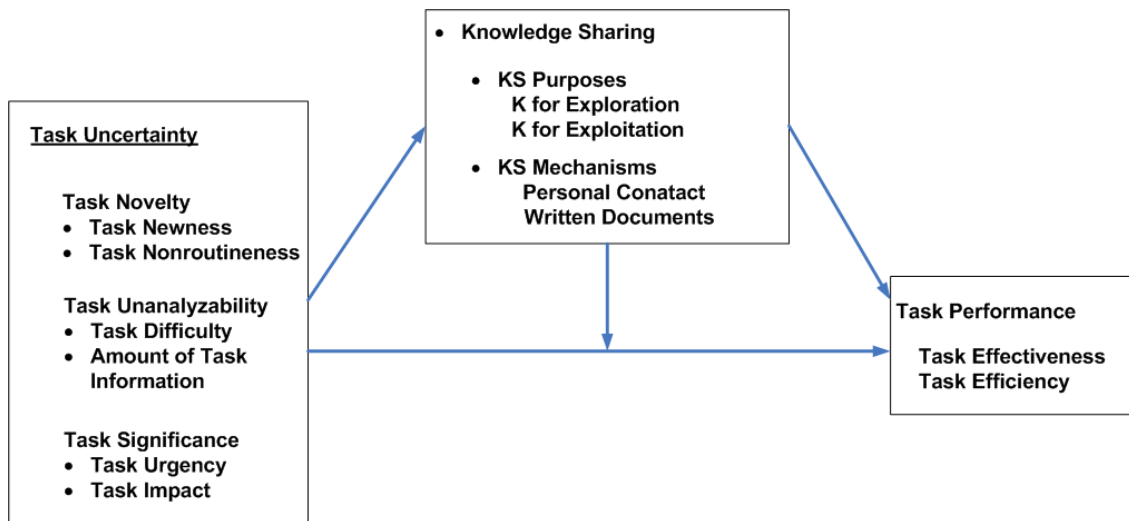 Task Uncertainty
Task Novelty
• Task Newness
• Task Nonroutineness
Task Unanalyzability
• Task Difficulty
• Amount of Task
Information
Task Significance
• Task Urgency
• Task Impact
• Knowledge Sharing
• KS Purposes
K for Exploration
K for Exploitation
• KS Mechanisms
Personal Conatact
Written Documents
Task Performance
Task Effectiveness
Task Efficiency